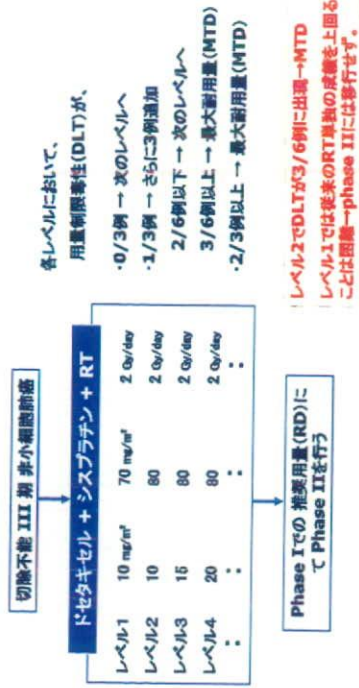 切除不能 III 期 非小細胞肺癌
ドセタキセル + シスプラチン + RT
レベル1 10 mg/m² 70 mg/m² 2 Gy/day
レベル2 10 80 2 Gy/day
レベル3 15 80 2 Gy/day
レベル4 20 80 2 Gy/day
: : : :
Phase Iでの 推奨用量(RD)に
て Phase IIを行う
各レベルにおいて、
用量制限毒性(DLT)が、
・0/3例 → 次のレベルへ
・1/3例 → さらに3例追加
2/6例以下 → 次のレベルへ
3/6例以上 → 最大耐用量(MTD)
・2/3例以上 → 最大耐用量(MTD)
レベル2でDLTが3/6例に出現→MTD
レベル1では従来のRT単独の成績を上回る
ことは困難→phase IIには移行せず。